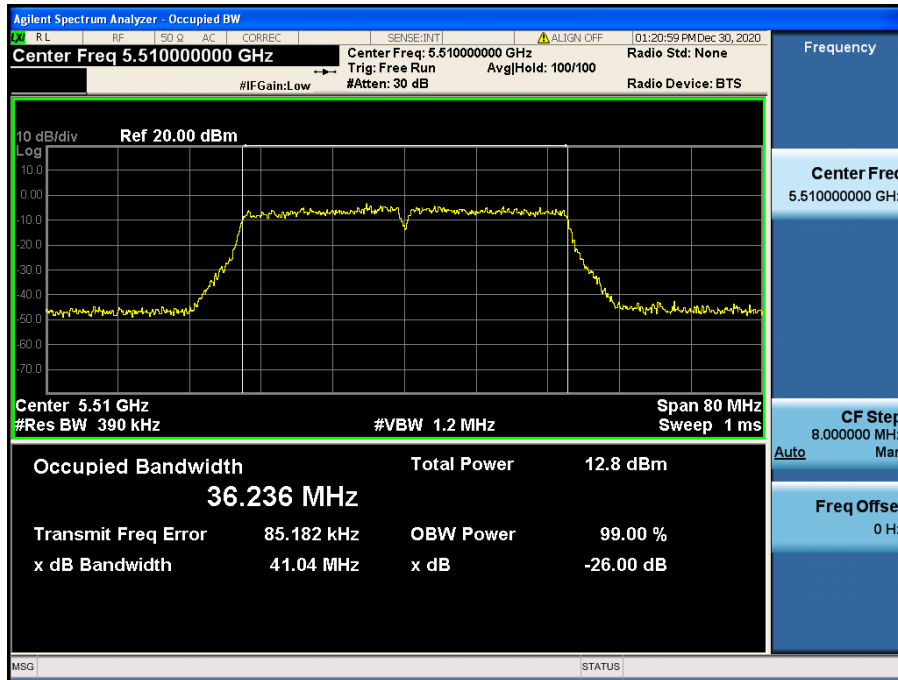 Agilent Spectrum Analyzer - Occupied BW
LXI RL RF 50 Ω AC CORREC SENSE:INT ALIGN OFF 01:20:59 PM Dec 30, 2020
Center Freq 5.510000000 GHz
Center Freq: 5.510000000 GHz Radio Std: None
Trig: Free Run Avg|Hold: 100/100
#IFGain:Low #Atten: 30 dB Radio Device: BTS
10 dB/div Ref 20.00 dBm
Log
10.0
0.00
-10.0
-20.0
-30.0
-40.0
-50.0
-60.0
-70.0
Center 5.51 GHz Span 80 MHz
#Res BW 390 kHz #VBW 1.2 MHz Sweep 1 ms
Occupied Bandwidth Total Power 12.8 dBm
36.236 MHz
Transmit Freq Error 85.182 kHz OBW Power 99.00 %
x dB Bandwidth 41.04 MHz x dB -26.00 dB
MSG STATUS
Frequency
Center Freq
5.510000000 GHz
CF Step
8.000000 MHz
Auto Man
Freq Offse
0 H